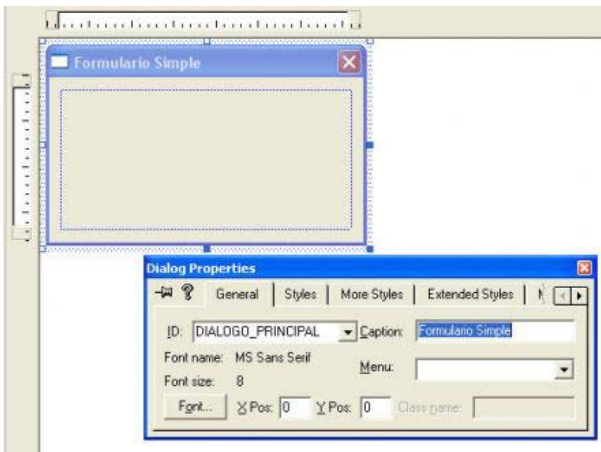 Formulario Simple
Dialog Properties
General Styles More Styles Extended Styles
ID: DIALOGO_PRINCIPAL Caption: Formulario Simple
Font name: MS Sans Serif
Menu:
Font size: 8
Font... X Pos: 0 Y Pos: 0 Class name: